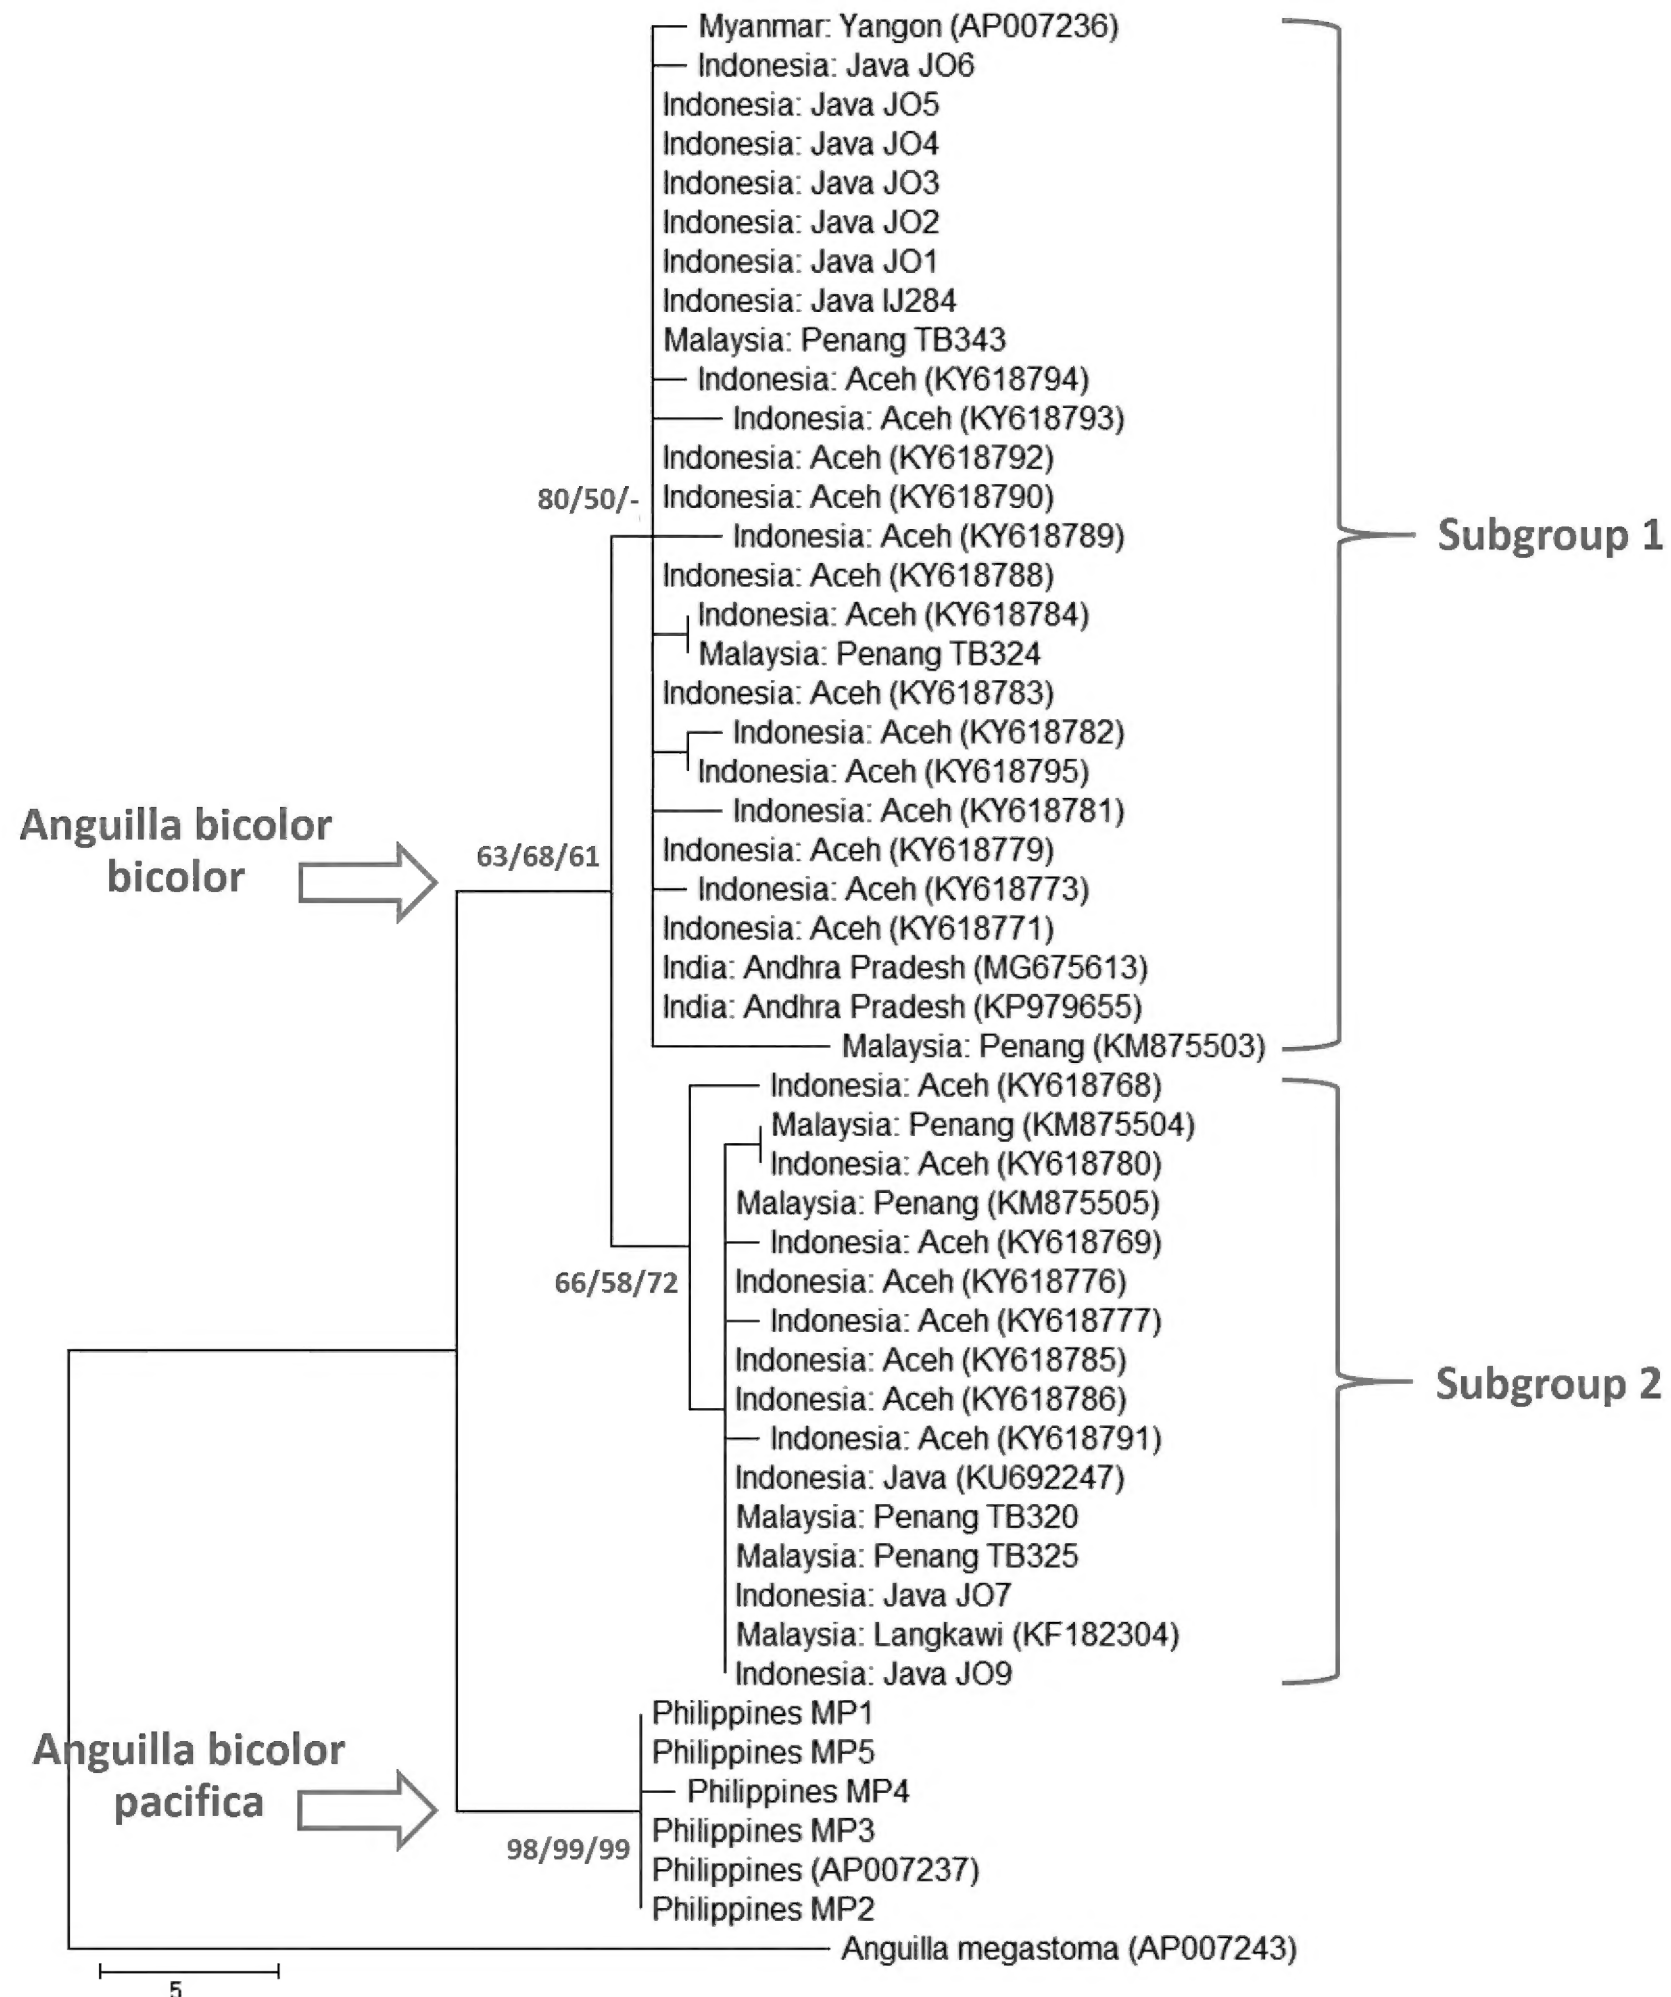 Myanmar: Yangon (AP007236)
Indonesia: Java JO6
Indonesia: Java JO5
Indonesia: Java JO4
Indonesia: Java JO3
Indonesia: Java JO2
Indonesia: Java JO1
Indonesia: Java IJ284
Malaysia: Penang TB343
Indonesia: Aceh (KY618794)
Indonesia: Aceh (KY618793)
Indonesia: Aceh (KY618792)
80/50/-
Indonesia: Aceh (KY618790)
Indonesia: Aceh (KY618789)
Subgroup 1
Indonesia: Aceh (KY618788)
Indonesia: Aceh (KY618784)
Malaysia: Penang TB324
Indonesia: Aceh (KY618783)
Indonesia: Aceh (KY618782)
Indonesia: Aceh (KY618795)
Indonesia: Aceh (KY618781)
Anguilla bicolor
bicolor
63/68/61
Indonesia: Aceh (KY618779)
Indonesia: Aceh (KY618773)
Indonesia: Aceh (KY618771)
India: Andhra Pradesh (MG675613)
India: Andhra Pradesh (KP979655)
Malaysia: Penang (KM875503)
Indonesia: Aceh (KY618768)
Malaysia: Penang (KM875504)
Indonesia: Aceh (KY618780)
Malaysia: Penang (KM875505)
Indonesia: Aceh (KY618769)
66/58/72
Indonesia: Aceh (KY618776)
Indonesia: Aceh (KY618777)
Indonesia: Aceh (KY618785)
Subgroup 2
Indonesia: Aceh (KY618786)
Indonesia: Aceh (KY618791)
Indonesia: Java (KU692247)
Malaysia: Penang TB320
Malaysia: Penang TB325
Indonesia: Java JO7
Malaysia: Langkawi (KF182304)
Indonesia: Java JO9
Philippines MP1
Anguilla bicolor
pacifica
Philippines MP5
Philippines MP4
Philippines MP3
98/99/99
Philippines (AP007237)
Philippines MP2
Anguilla megastoma (AP007243)
5